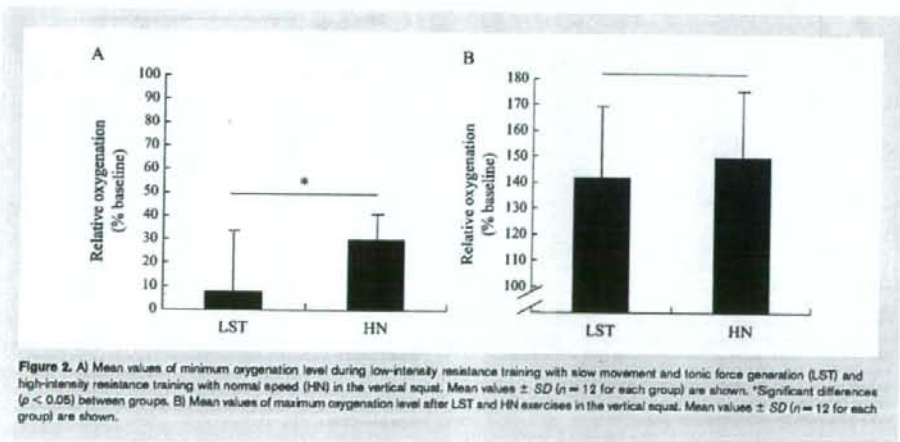 A
100
90
80
70
60
50
40
30
20
10
0
Relative oxygenation
(% baseline)
*
LST HN
B
180
170
160
150
140
130
120
110
100
Relative oxygenation
(% baseline)
LST HN
Figure 2. A) Mean values of minimum oxygenation level during low-intensity resistance training with slow movement and tonic force generation (LST) and
high-intensity resistance training with normal speed (HN) in the vertical squat. Mean values ± SD (n = 12 for each group) are shown. *Significant differences
(p < 0.05) between groups. B) Mean values of maximum oxygenation level after LST and HN exercises in the vertical squat. Mean values ± SD (n = 12 for each
group) are shown.